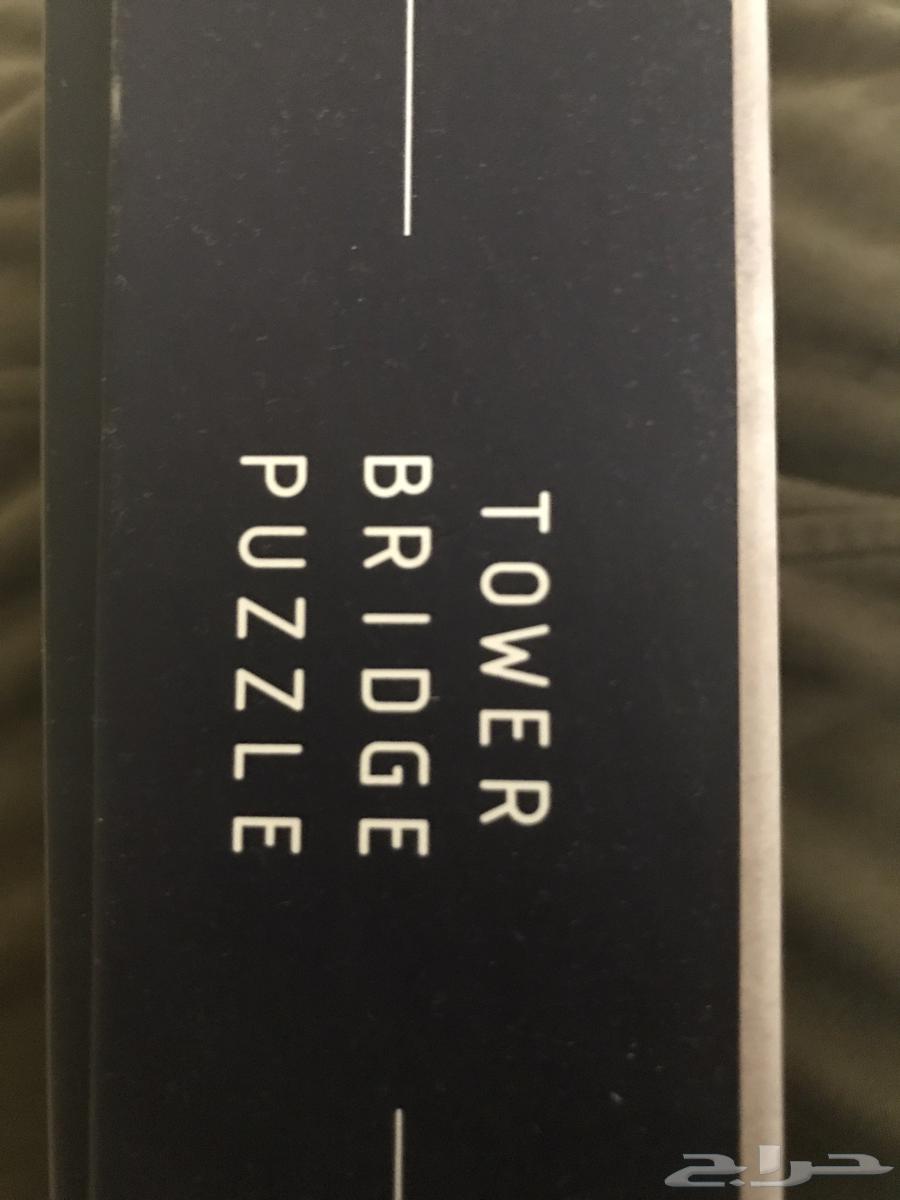 TOWER
BRIDGE
PUZZLE
حراج